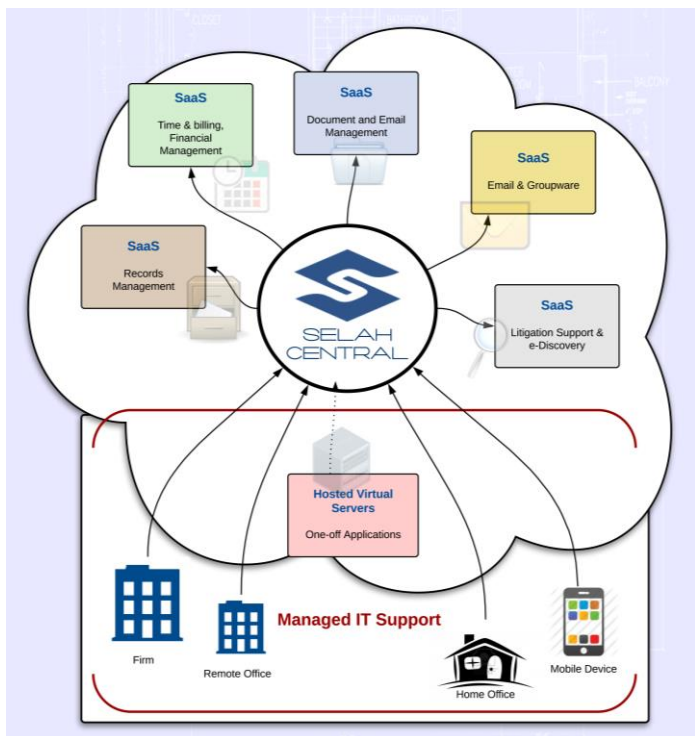 SaaS
Time & billing,
Financial
Management
SaaS
Document and Email
Management
SaaS
Email & Groupware
SaaS
Records
Management
SELAH
CENTRAL
SaaS
Litigation Support &
e-Discovery
Hosted Virtual
Servers
One-off Applications
Managed IT Support
Firm
Remote Office
Home Office
Mobile Device